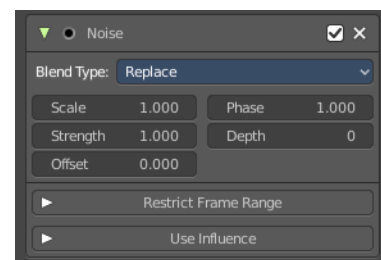 Noise
Blend Type: Replace
Scale 1.000 Phase 1.000
Strength 1.000 Depth 0
Offset 0.000
Restrict Frame Range
Use Influence